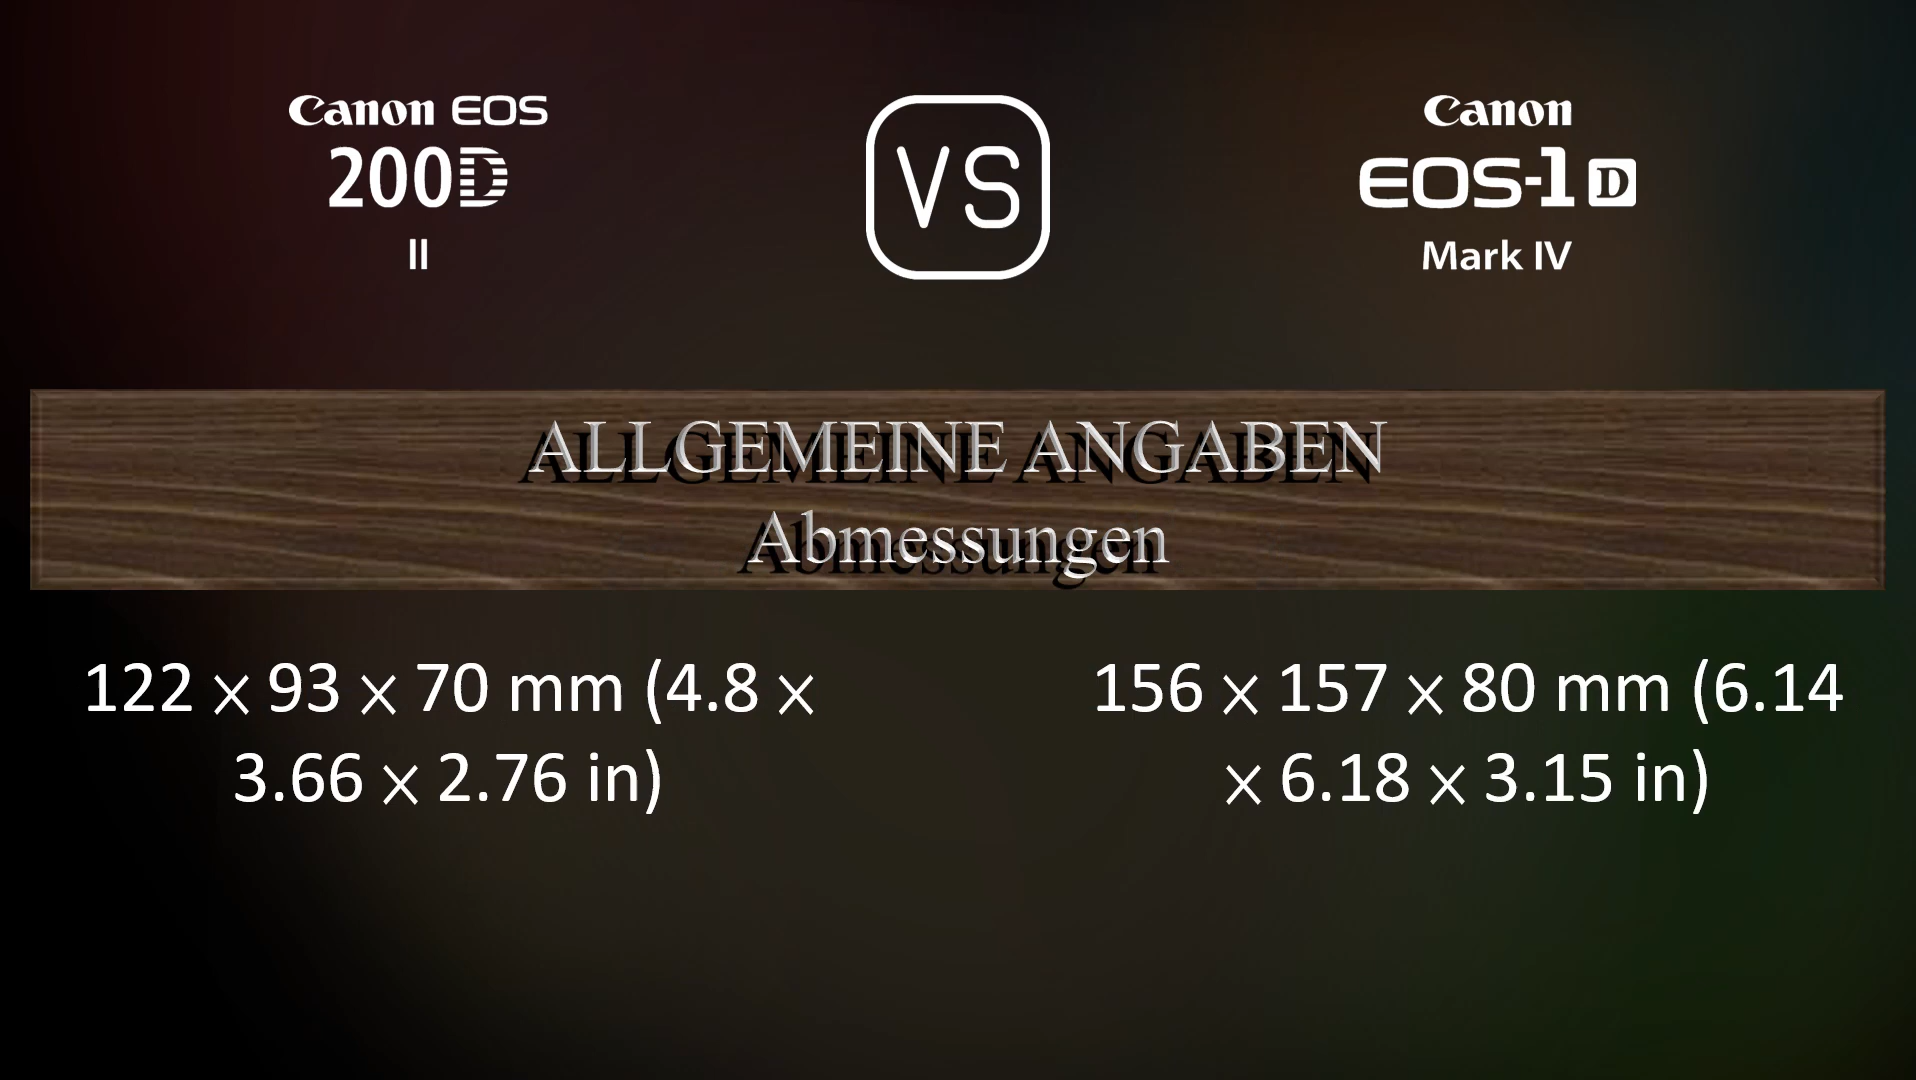 Canon EOS
200D
II
VS
Canon
EOS-1D
Mark IV
ALLGEMEINE ANGABEN
Abmessungen
122 x 93 x 70 mm (4.8 x
3.66 x 2.76 in)
156 x 157 x 80 mm (6.14
x 6.18 x 3.15 in)